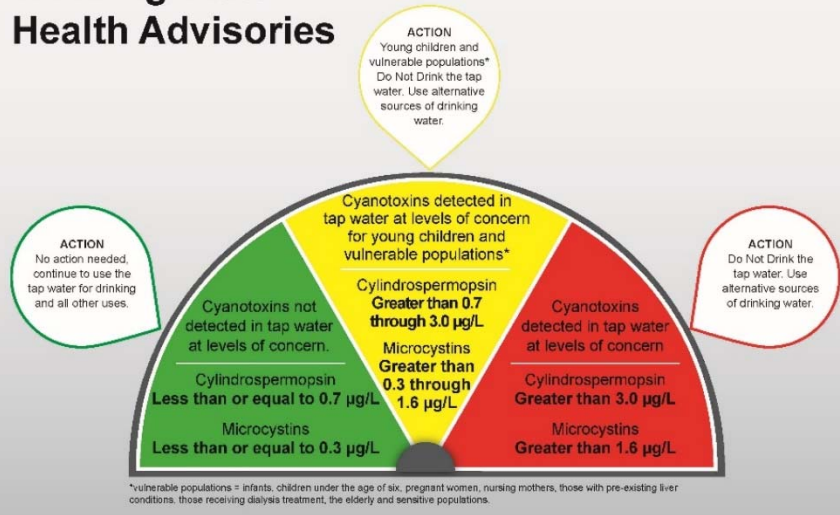 Health Advisories
ACTION
Young children and
vulnerable populations*
Do Not Drink the tap
water. Use alternative
sources of drinking
water.
ACTION
No action needed,
continue to use the
tap water for drinking
and all other uses.
Cyanotoxins not
detected in tap water
at levels of concern.
Cylindrospermopsin
Less than or equal to 0.7 µg/L
Microcystins
Less than or equal to 0.3 µg/L
Cyanotoxins detected in
tap water at levels of concern
for young children and
vulnerable populations*
Cylindrospermopsin
Greater than 0.7
through 3.0 µg/L
Microcystins
Greater than
0.3 through
1.6 µg/L
Cyanotoxins
detected in tap water
at levels of concern
Cylindrospermopsin
Greater than 3.0 µg/L
Microcystins
Greater than 1.6 µg/L
ACTION
Do Not Drink the
tap water. Use
alternative sources
of drinking water.
*vulnerable populations = infants, children under the age of six, pregnant women, nursing mothers, those with pre-existing liver
conditions, those receiving dialysis treatment, the elderly and sensitive populations.